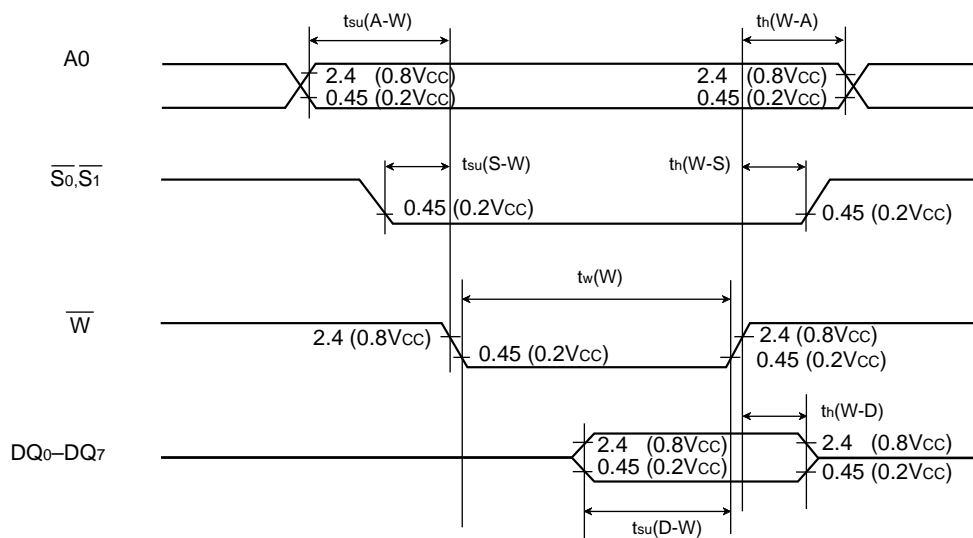 tsu(A-W) th(W-A)
A0
2.4 (0.8VCC) 2.4 (0.8VCC)
0.45 (0.2VCC) 0.45 (0.2VCC)
tsu(S-W) th(W-S)
S0,S1
0.45 (0.2VCC) 0.45 (0.2VCC)
tw(W)
W
2.4 (0.8VCC) 2.4 (0.8VCC)
0.45 (0.2VCC) 0.45 (0.2VCC)
th(W-D)
DQ0–DQ7
2.4 (0.8VCC) 2.4 (0.8VCC)
0.45 (0.2VCC) 0.45 (0.2VCC)
tsu(D-W)